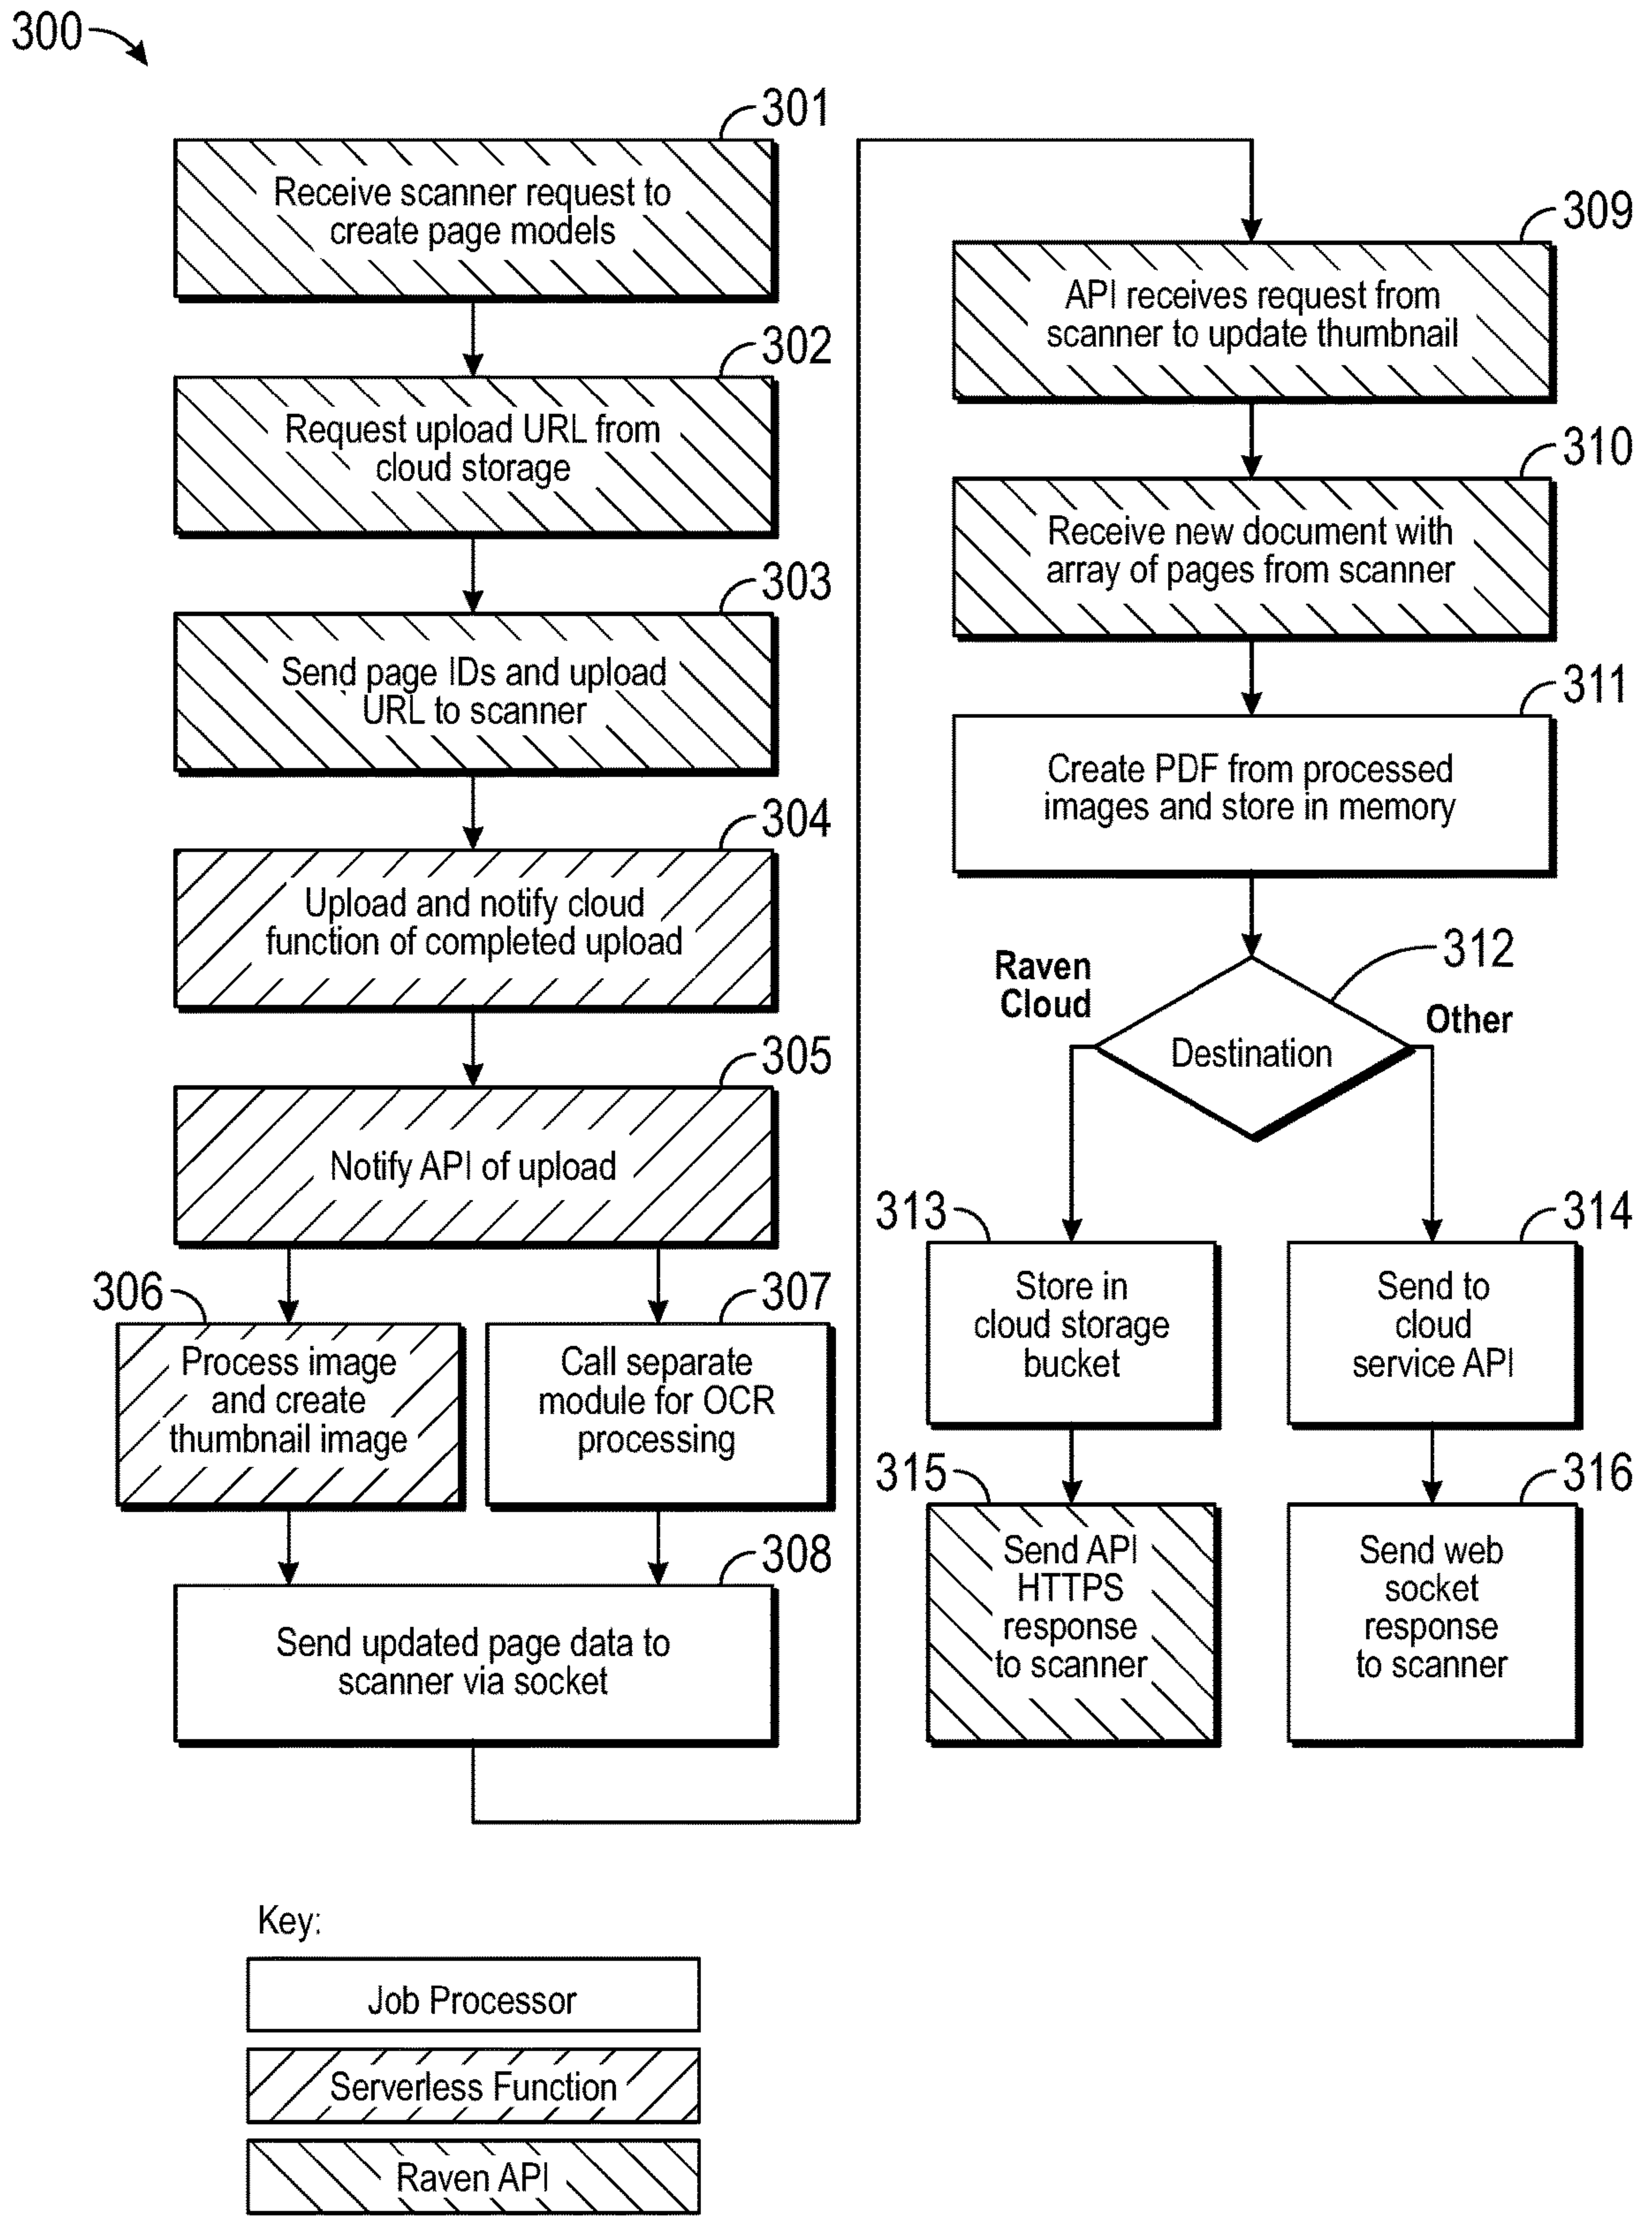 300
301
Receive scanner request to
create page models
302
Request upload URL from
cloud storage
303
Send page IDs and upload
URL to scanner
304
Upload and notify cloud
function of completed upload
305
Notify API of upload
306
Process image
and create
thumbnail image
307
Call separate
module for OCR
processing
308
Send updated page data to
scanner via socket
309
API receives request from
scanner to update thumbnail
310
Receive new document with
array of pages from scanner
311
Create PDF from processed
images and store in memory
312
Raven
Cloud
Other
Destination
313
Store in
cloud storage
bucket
314
Send to
cloud
service API
315
Send API
HTTPS
response
to scanner
316
Send web
socket
response
to scanner
Key:
Job Processor
Serverless Function
Raven API